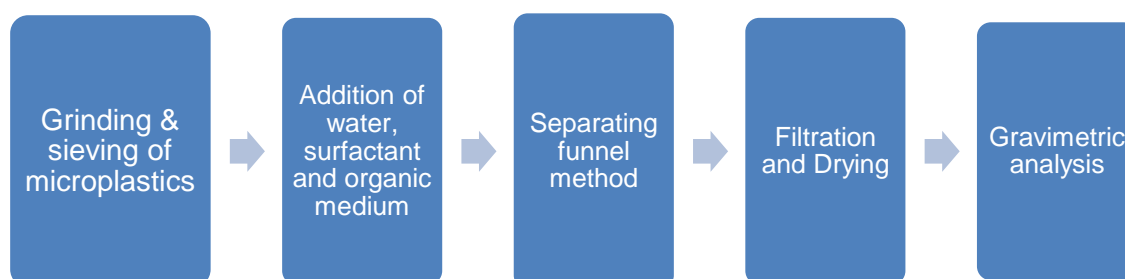 Grinding &
sieving of
microplastics
Addition of
water,
surfactant
and organic
medium
Separating
funnel
method
Filtration
and Drying
Gravimetric
analysis